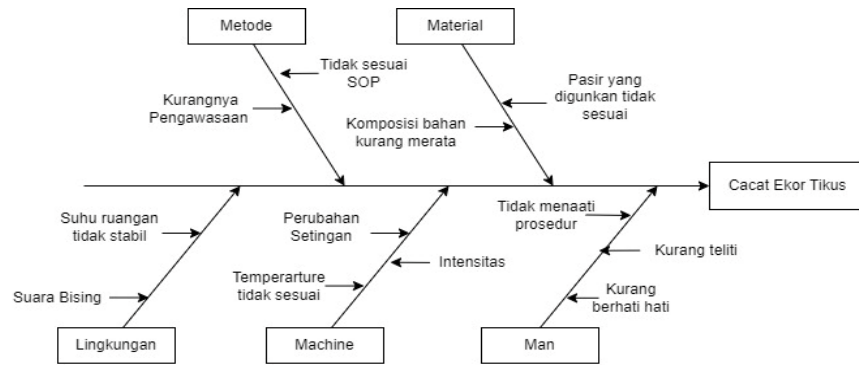 Metode
Material
Tidak sesuai
SOP
Kurangnya
Pengawasaan
Pasir yang
digunkan tidak
sesuai
Komposisi bahan
kurang merata
Cacat Ekor Tikus
Suhu ruangan
tidak stabil
Suara Bising
Perubahan
Setingan
Intensitas
Temperarture
tidak sesuai
Tidak menaati
prosedur
Kurang teliti
Kurang
berhati hati
Lingkungan
Machine
Man